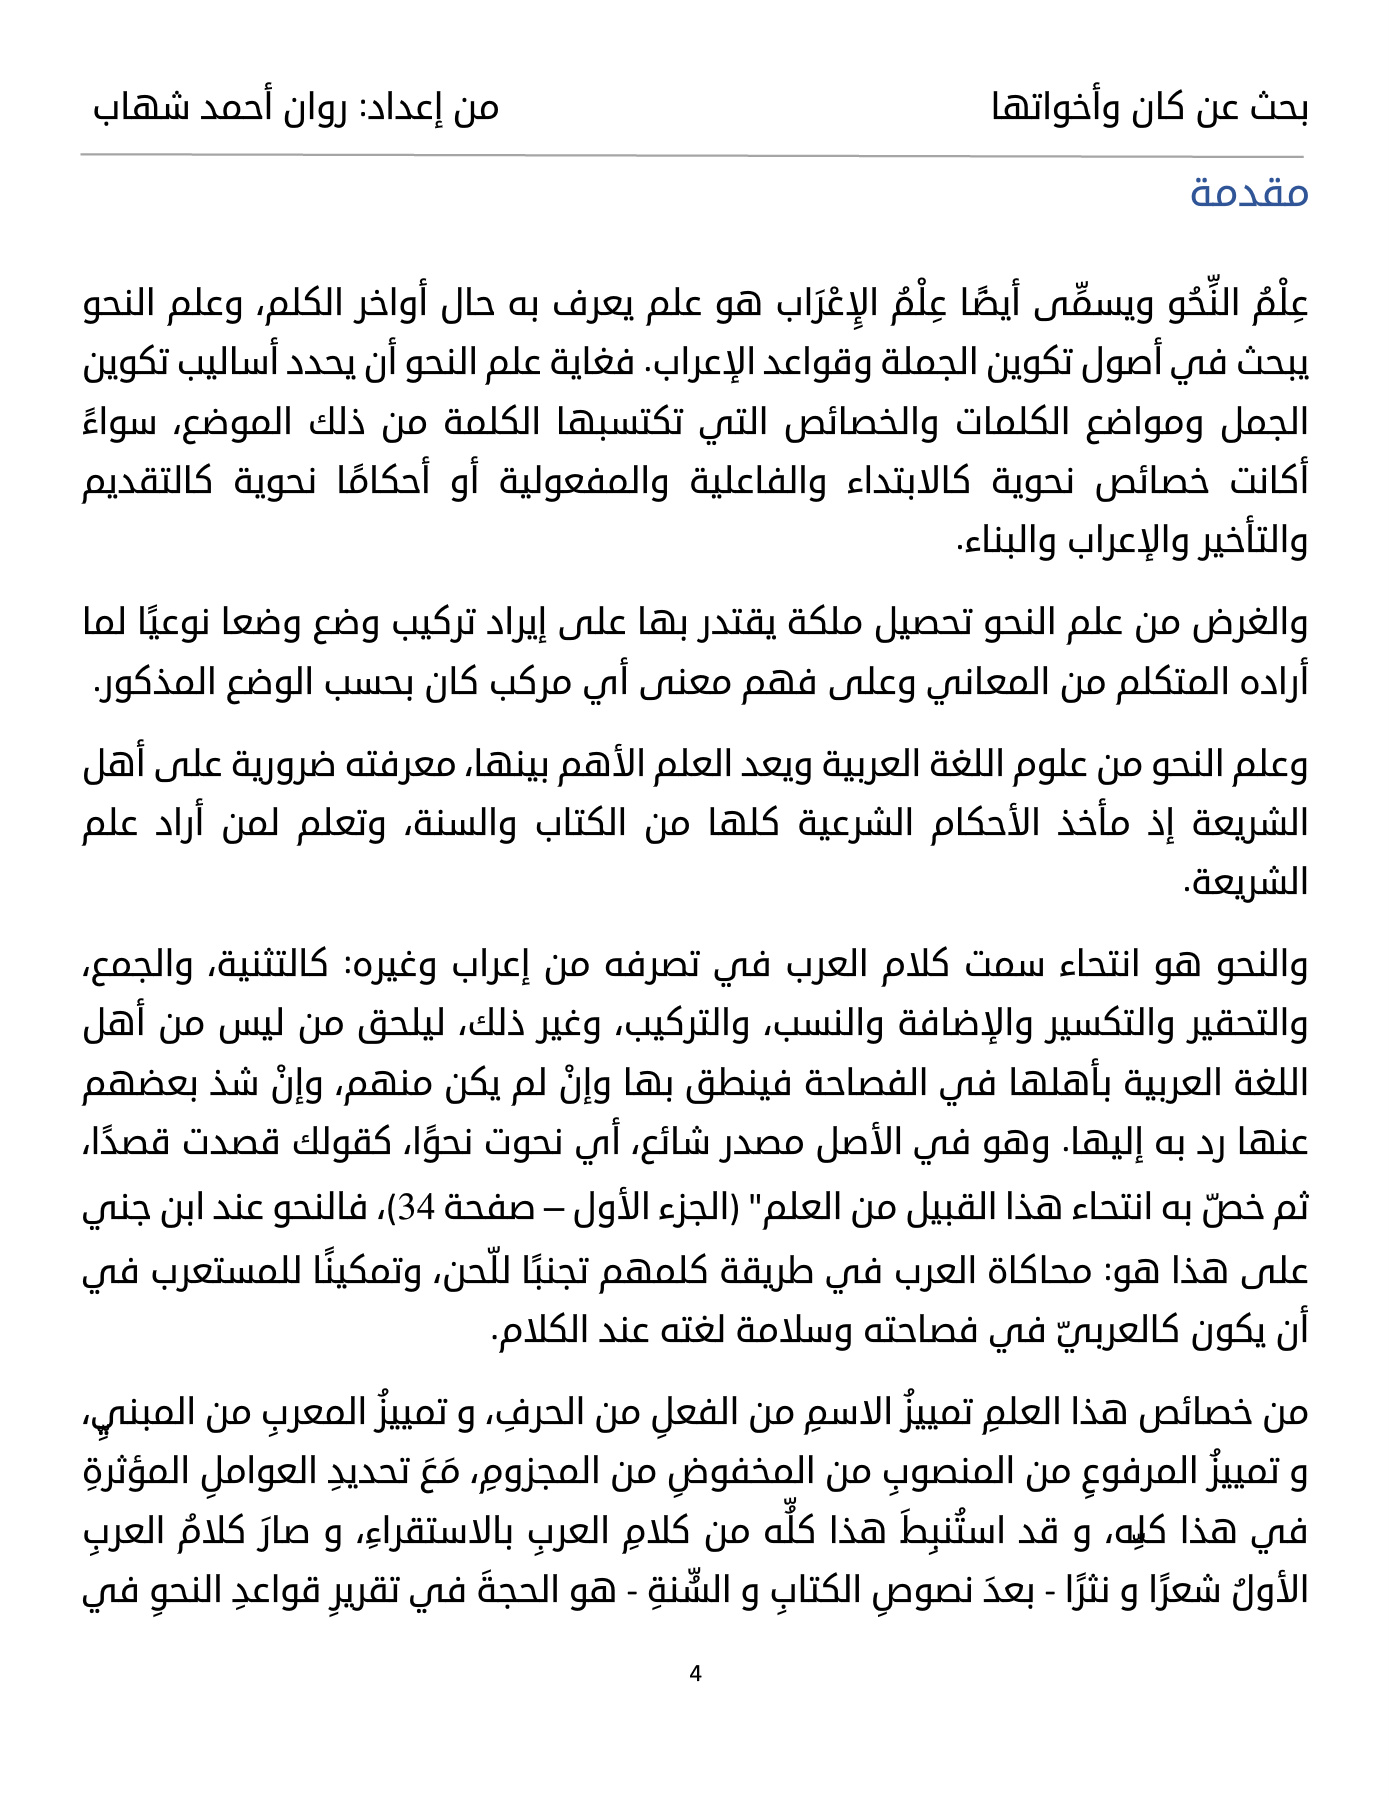 بحث عن كان وأخواتها
من إعداد: روان أحمد شهاب
مقدمة
عِلْمُ النِّحُو ويسمِّى أيضًا عِلْمُ الإِعْرَاب هو علم يعرف به حال أواخر الكلم، وعلم النحو
يبحث في أصول تكوين الجملة وقواعد الإعراب. فغاية علم النحو أن يحدد أساليب تكوين
الجمل ومواضع الكلمات والخصائص التي تكتسبها الكلمة من ذلك الموضع، سواءً
أكانت خصائص نحوية كالابتداء والفاعلية والمفعولية أو أحكامًا نحوية كالتقديم
والتأخير والإعراب والبناء.
والغرض من علم النحو تحصيل ملكة يقتدر بها على إيراد تركيب وضع وضعا نوعيًا لما
أراده المتكلم من المعاني وعلى فهم معنى أي مركب كان بحسب الوضع المذكور.
وعلم النحو من علوم اللغة العربية ويعد العلم الأهم بينها، معرفته ضرورية على أهل
الشريعة إذ مأخذ الأحكام الشرعية كلها من الكتاب والسنة، وتعلم لمن أراد علم
الشريعة.
والنحو هو انتحاء سمت كلام العرب في تصرفه من إعراب وغيره: كالتثنية، والجمع،
والتحقير والتكسير والإضافة والنسب، والتركيب، وغير ذلك، ليلحق من ليس من أهل
اللغة العربية بأهلها في الفصاحة فينطق بها وإنْ لم يكن منهم، وإنْ شذ بعضهم
عنها رد به إليها. وهو في الأصل مصدر شائع، أي نحوت نحوًا، كقولك قصدت قصدًا،
ثم خصّ به انتحاء هذا القبيل من العلم" (الجزء الأول – صفحة 34)، فالنحو عند ابن جني
على هذا هو: محاكاة العرب في طريقة كلمهم تجنبًا للّحن، وتمكينًا للمستعرب في
أن يكون كالعربيّ في فصاحته وسلامة لغته عند الكلام.
من خصائص هذا العلمِ تمييزُ الاسمِ من الفعلِ من الحرفِ، و تمييزُ المعربِ من المبنيِّ،
و تمييزُ المرفوعِ من المنصوبِ من المخفوضِ من المجزومِ، مَعَ تحديدِ العواملِ المؤثرةِ
في هذا كلِّه، و قد استُنبِطَ هذا كلُّه من كلامِ العربِ بالاستقراءِ، و صارَ كلامُ العربِ
الأولُ شعرًا و نثرًا - بعدَ نصوصِ الكتابِ و السُّنةِ - هو الحجةَ في تقريرِ قواعدِ النحوِ في
4